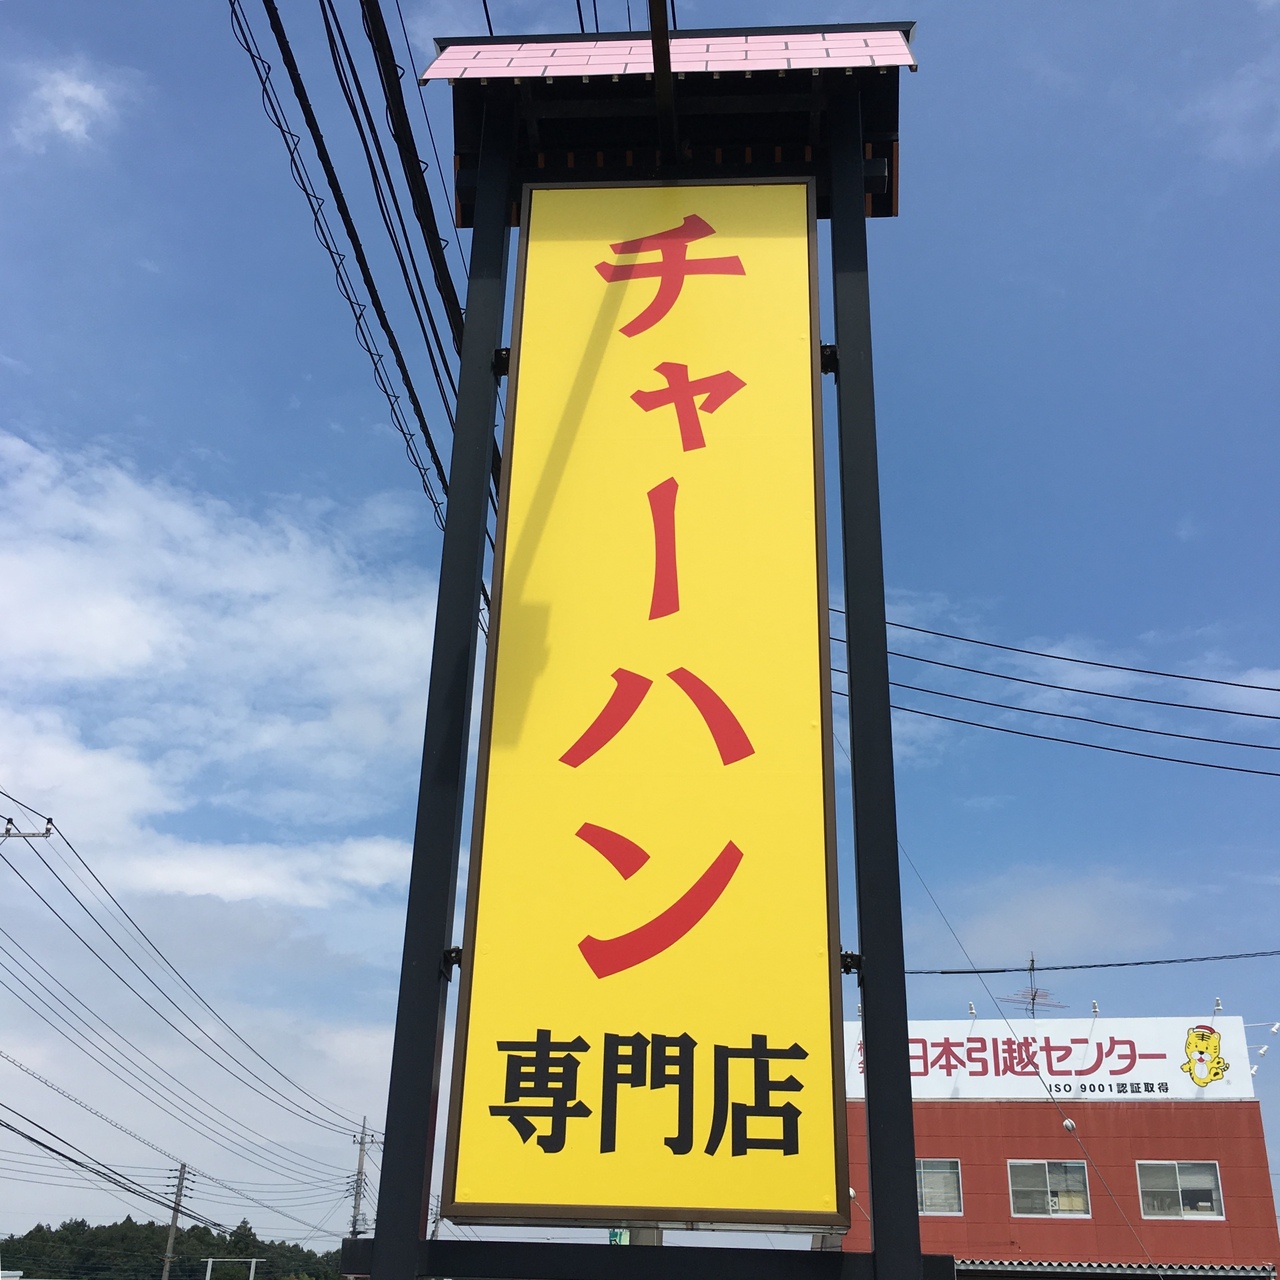 チャーハン
専門店
日本引越センター
ISO 9001認証取得